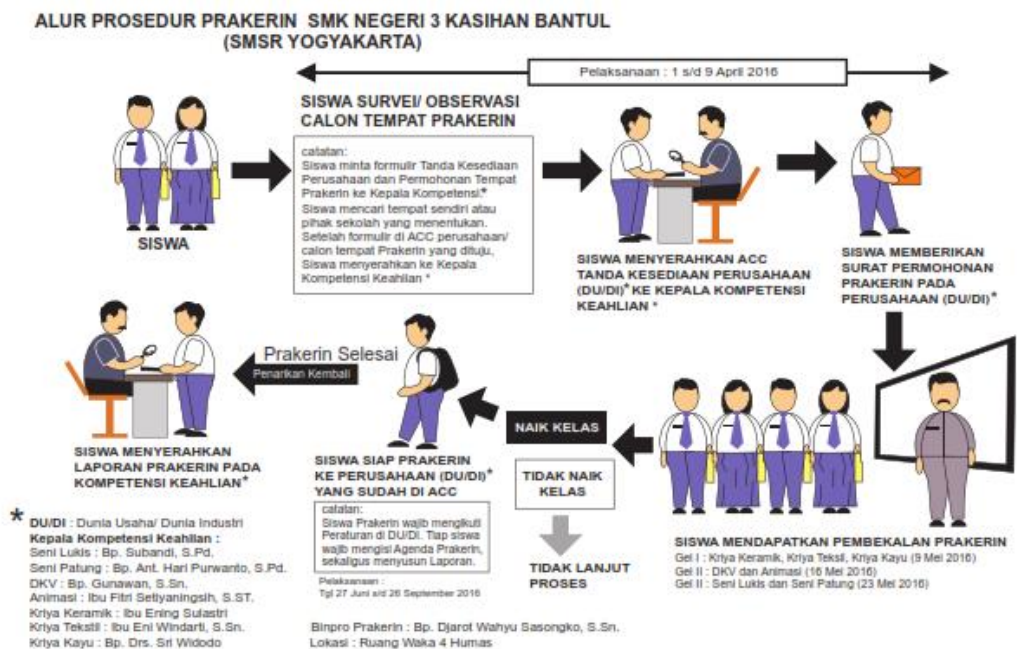 ALUR PROSEDUR PRAKERIN SMK NEGERI 3 KASIHAN BANTUL
(SMSR YOGYAKARTA)
Pelaksanaan : 1 s/d 9 April 2016
SISWA
SISWA SURVEI/ OBSERVASI
CALON TEMPAT PRAKERIN
catatan:
Siswa minta formulir Tanda Kesediaan
Perusahaan dan Permohonan Tempat
Prakerin ke Kepala Kompetensi.*
Siswa mencari tempat sendiri atau
pihak sekolah yang menentukan.
Setelah formulir di ACC perusahaan/
calon tempat Prakerin yang dituju,
Siswa menyerahkan ke Kepala
Kompetensi Keahlian *
SISWA MENYERAHKAN ACC
TANDA KESEDIAAN PERUSAHAAN
(DU/DI)* KE KEPALA KOMPETENSI
KEAHLIAN *
SISWA MEMBERIKAN
SURAT PERMOHONAN
PRAKERIN PADA
PERUSAHAAN (DU/DI)*
SISWA MENDAPATKAN PEMBEKALAN PRAKERIN
Gel I : Kriya Keramik, Kriya Teksil, Kriya Kayu (9 Mei 2016)
Gel II : DKV dan Animasi (16 Mei 2016)
Gel II : Seni Lukis dan Seni Patung (23 Mei 2016)
NAIK KELAS
TIDAK NAIK
KELAS
TIDAK LANJUT
PROSES
SISWA SIAP PRAKERIN
KE PERUSAHAAN (DU/DI)*
YANG SUDAH DI ACC
catatan:
Siswa Prakerin wajib mengikuti
Peraturan di DU/DI. Tiap siswa
wajib mengisi Agenda Prakerin,
sekaligus menyusun Laporan.
Pelaksanaan :
Tgl 27 Juni s/d 26 September 2016
Prakerin Selesai
Penarikan Kembali
SISWA MENYERAHKAN
LAPORAN PRAKERIN PADA
KOMPETENSI KEAHLIAN*
* DU/DI : Dunia Usaha/ Dunia Industri
Kepala Kompetensi Keahlian :
Seni Lukis : Bp. Subandi, S.Pd.
Seni Patung : Bp. Ant. Hari Purwanto, S.Pd.
DKV : Bp. Gunawan, S.Sn.
Animasi : Ibu Fitri Setiyaningsih, S.ST.
Kriya Keramik : Ibu Ening Sulastri
Kriya Tekstil : Ibu Eni Windarti, S.Sn.
Kriya Kayu : Bp. Drs. Sri Widodo
Binpro Prakerin : Bp. Djarot Wahyu Sasongko, S.Sn.
Lokasi : Ruang Waka 4 Humas